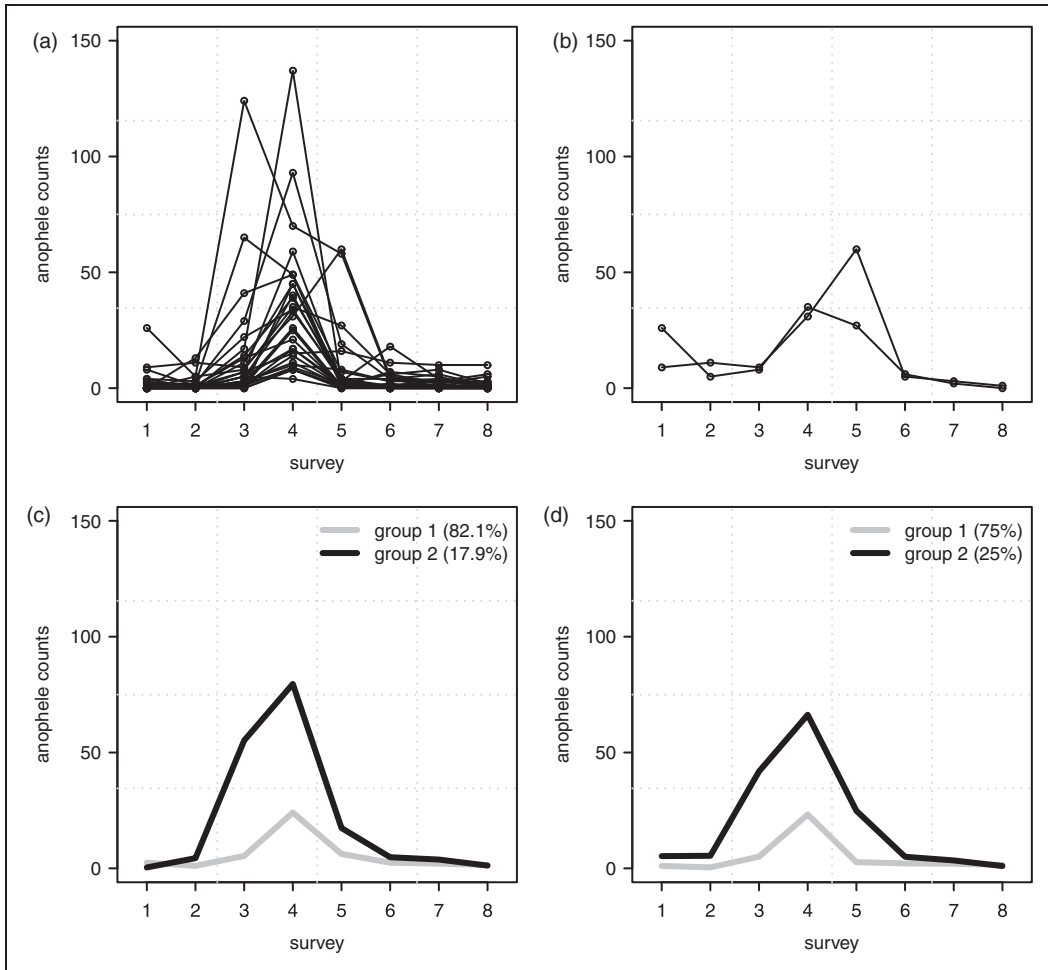 (a)
150
100
50
0
anophele counts
1 2 3 4 5 6 7 8
survey
(b)
150
100
50
0
anophele counts
1 2 3 4 5 6 7 8
survey
(c)
150
100
50
0
anophele counts
group 1 (82.1%)
group 2 (17.9%)
1 2 3 4 5 6 7 8
survey
(d)
150
100
50
0
anophele counts
group 1 (75%)
group 2 (25%)
1 2 3 4 5 6 7 8
survey